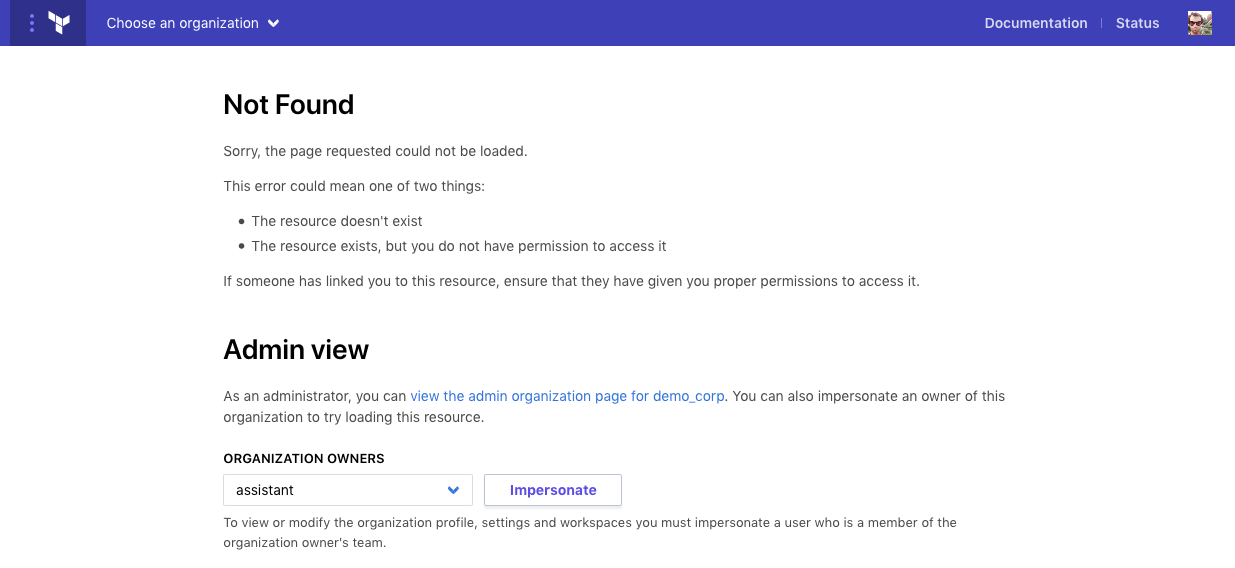 Choose an organization
Documentation
Status
Not Found
Sorry, the page requested could not be loaded.
This error could mean one of two things:
The resource doesn't exist
The resource exists, but you do not have permission to access it
If someone has linked you to this resource, ensure that they have given you proper permissions to access it.
Admin view
As an administrator, you can view the admin organization page for demo_corp. You can also impersonate an owner of this
organization to try loading this resource.
ORGANIZATION OWNERS
assistant
Impersonate
To view or modify the organization profile, settings and workspaces you must impersonate a user who is a member of the
organization owner's team.